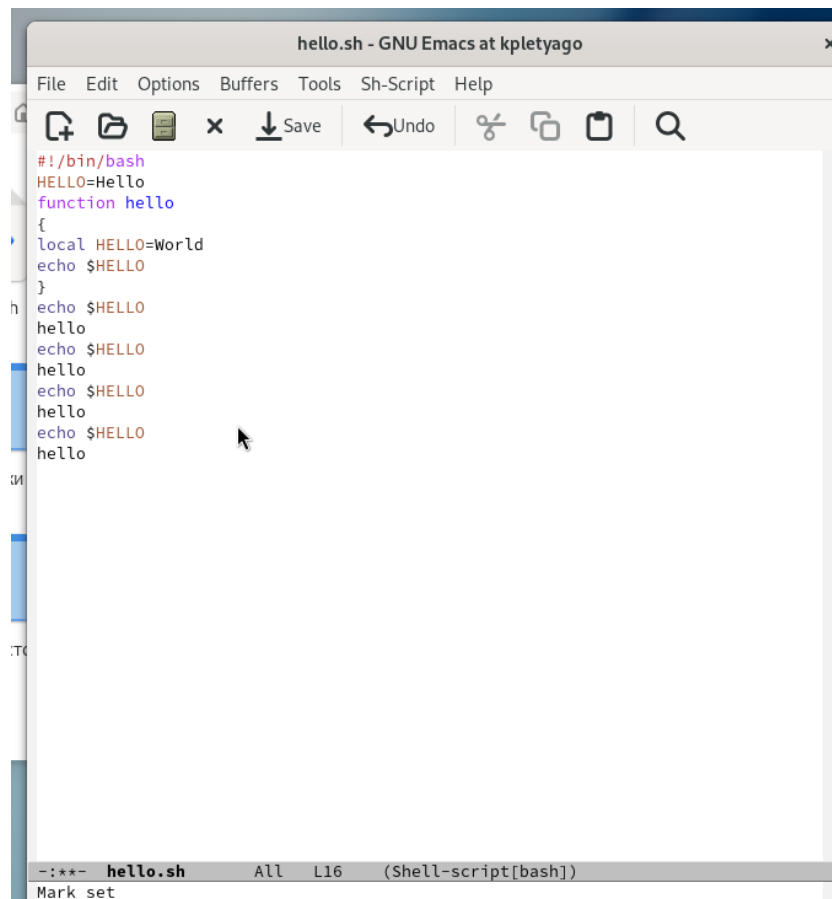 hello.sh - GNU Emacs at kpletyago
File Edit Options Buffers Tools Sh-Script Help
Save Undo
#!/bin/bash
HELLO=Hello
function hello
{
local HELLO=World
echo $HELLO
}
echo $HELLO
hello
echo $HELLO
hello
echo $HELLO
hello
echo $HELLO
hello
-:**- hello.sh All L16 (Shell-script[bash])
Mark set